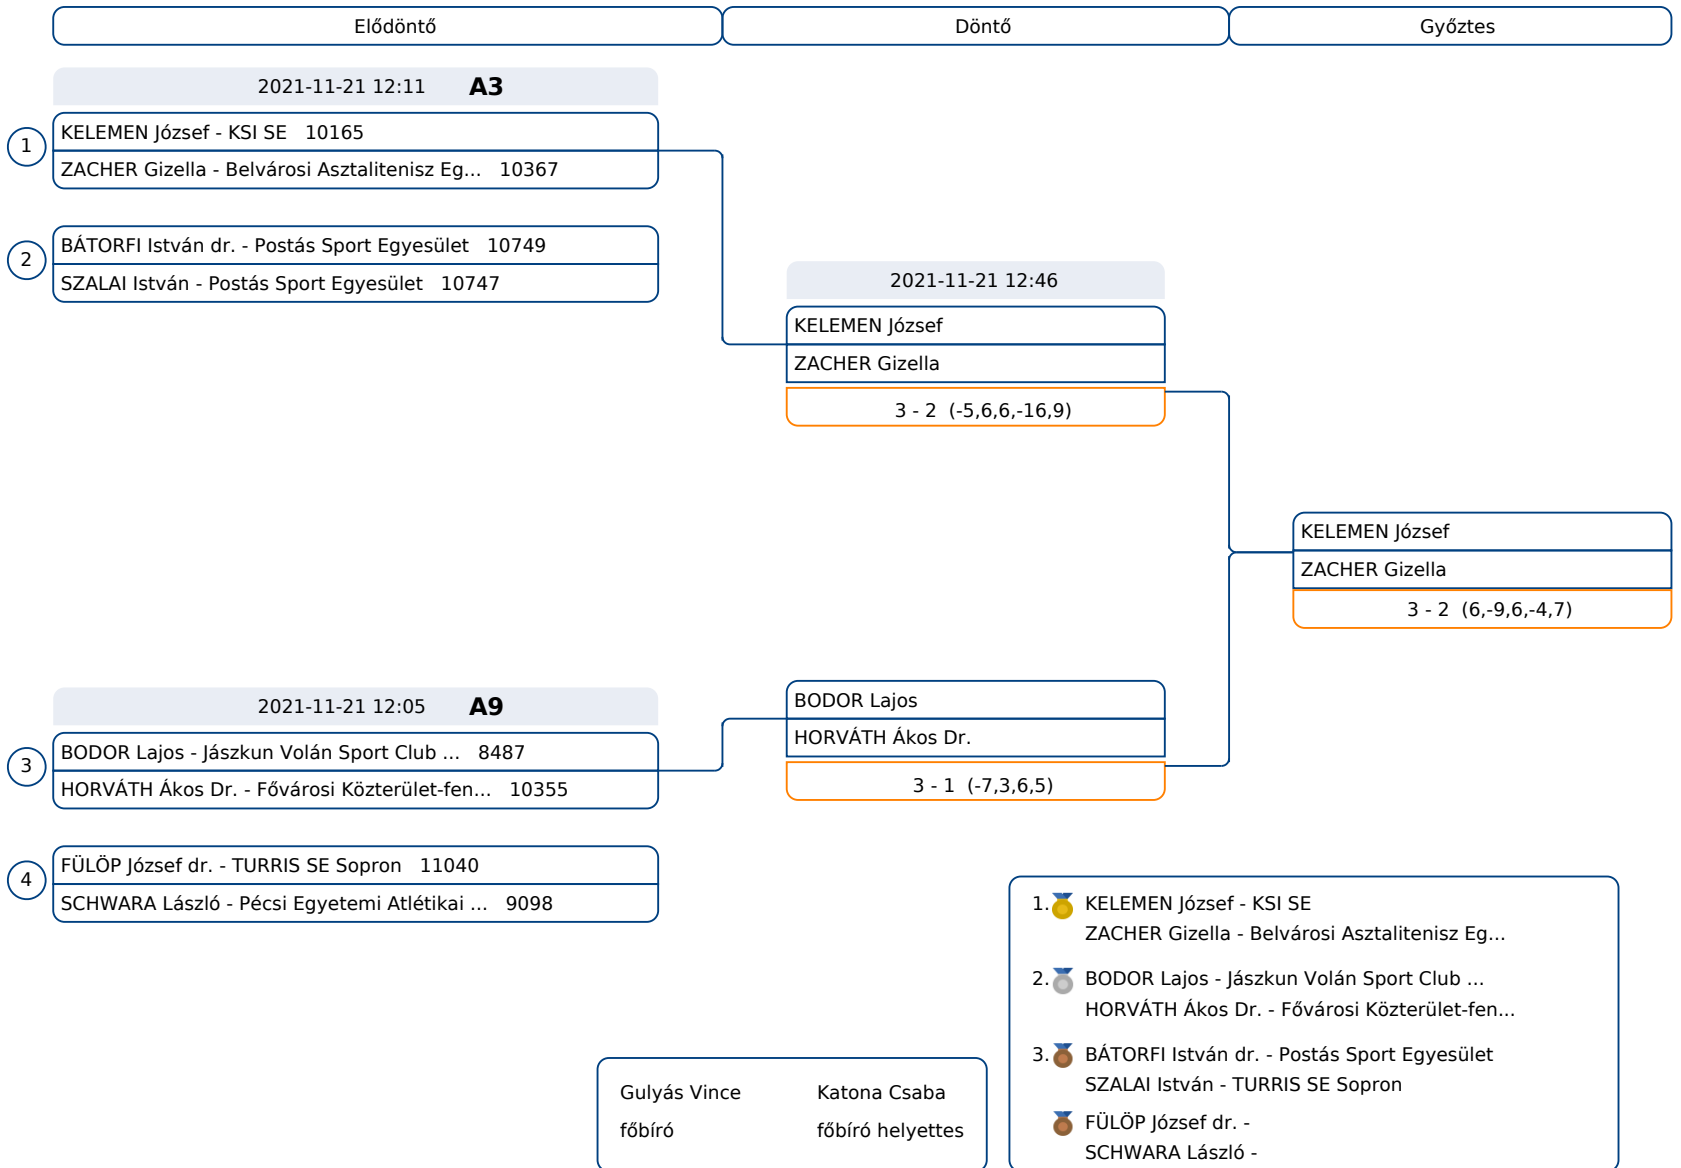 Elődöntő
Döntő
Győztes
2021-11-21 12:11 A3
1
KELEMEN József - KSI SE 10165
ZACHER Gizella - Belvárosi Asztalitenisz Eg... 10367
2
BÁTORFI István dr. - Postás Sport Egyesület 10749
SZALAI István - Postás Sport Egyesület 10747
2021-11-21 12:46
KELEMEN József
ZACHER Gizella
3 - 2 (-5,6,6,-16,9)
KELEMEN József
ZACHER Gizella
3 - 2 (6,-9,6,-4,7)
2021-11-21 12:05 A9
3
BODOR Lajos - Jászkun Volán Sport Club ... 8487
HORVÁTH Ákos Dr. - Fővárosi Közterület-fen... 10355
BODOR Lajos
HORVÁTH Ákos Dr.
3 - 1 (-7,3,6,5)
4
FÜLÖP József dr. - TURRIS SE Sopron 11040
SCHWARA László - Pécsi Egyetemi Atlétikai ... 9098
1. KELEMEN József - KSI SE
ZACHER Gizella - Belvárosi Asztalitenisz Eg...
2. BODOR Lajos - Jászkun Volán Sport Club ...
HORVÁTH Ákos Dr. - Fővárosi Közterület-fen...
3. BÁTORFI István dr. - Postás Sport Egyesület
SZALAI István - TURRIS SE Sopron
FÜLÖP József dr. -
SCHWARA László -
Gulyás Vince
főbíró
Katona Csaba
főbíró helyettes